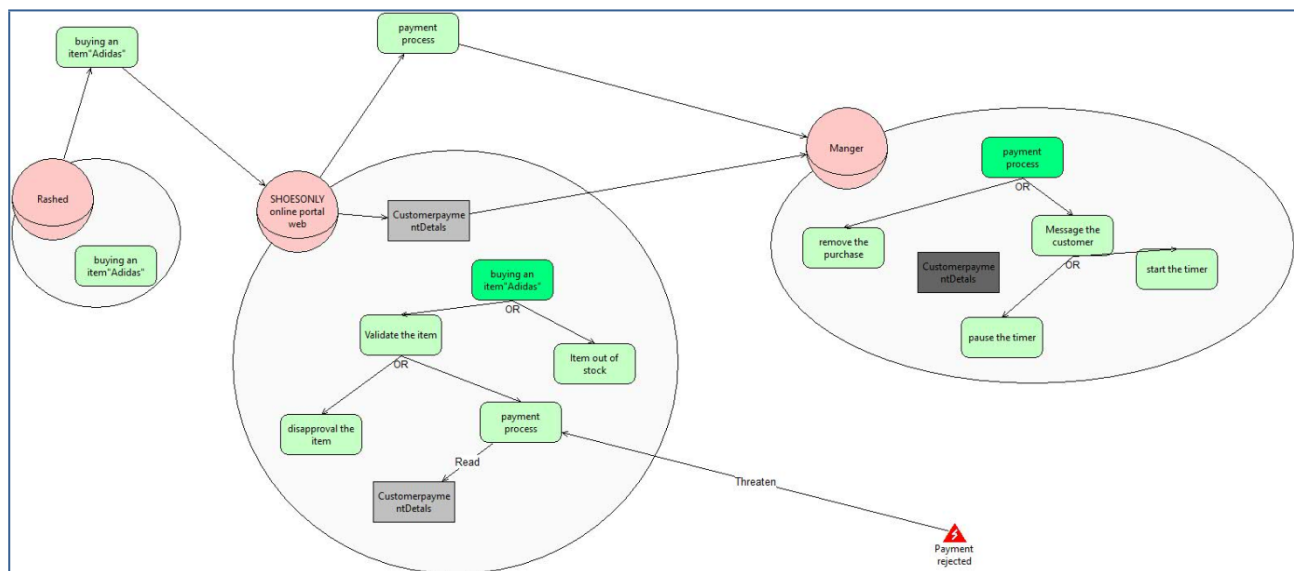 buying an
item"Adidas"
payment
process
Rashed
buying an
item"Adidas"
SHOESONLY
online portal
web
CustomerpaymentDetals
Manger
payment
process
OR
remove the
purchase
Message the
customer
OR
start the timer
Customerpayme
ntDetals
pause the timer
buying an
item"Adidas"
OR
Validate the item
OR
Item out of
stock
disapproval the
item
payment
process
Read
Customerpayme
ntDetals
Threaten
Payment
rejected